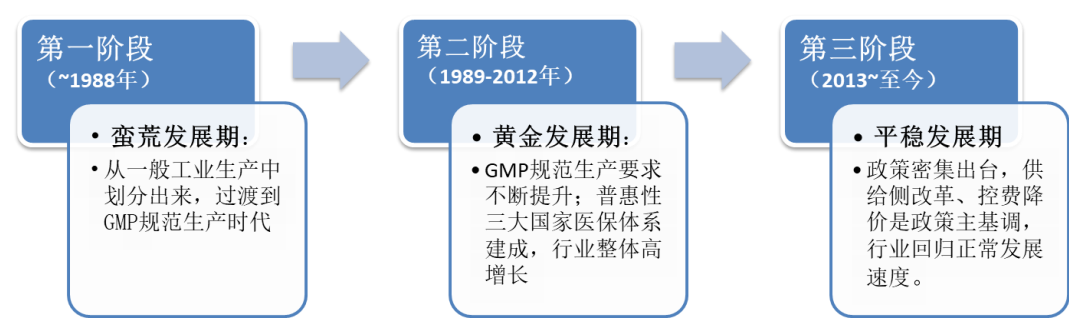 第一阶段
（~1988年）
• 蛮荒发展期：
• 从一般工业生产中
划分出来，过渡到
GMP规范生产时代
第二阶段
（1989-2012年）
• 黄金发展期：
• GMP规范生产要求
不断提升；普惠性
三大国家医保体系
建成，行业整体高
增长
第三阶段
（2013~至今）
• 平稳发展期
• 政策密集出台，供
给侧改革、控费降
价是政策主基调，
行业回归正常发展
速度。